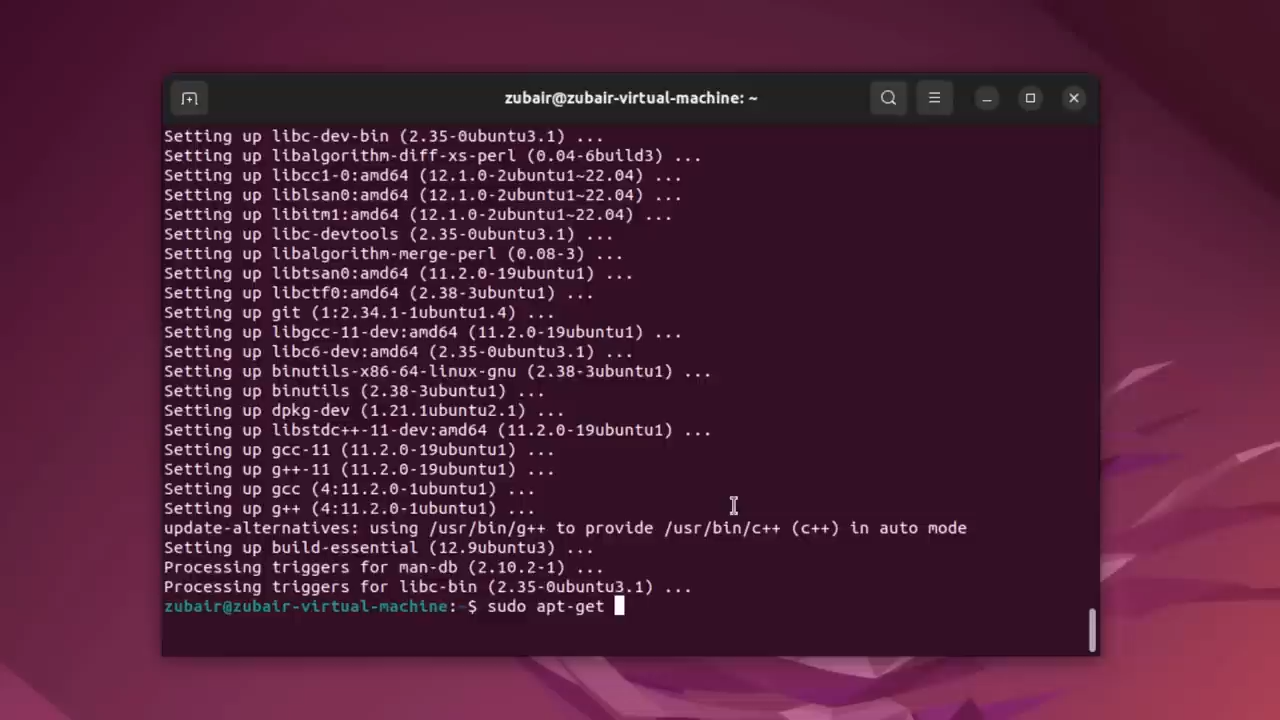 zubair@zubair-virtual-machine: ~
Setting up libc-dev-bin (2.35-0ubuntu3.1) ...
Setting up libalgorithm-diff-xs-perl (0.04-6build3) ...
Setting up libcc1-0:amd64 (12.1.0-2ubuntu1~22.04) ...
Setting up liblsan0:amd64 (12.1.0-2ubuntu1~22.04) ...
Setting up libitm1:amd64 (12.1.0-2ubuntu1~22.04) ...
Setting up libc-devtools (2.35-0ubuntu3.1) ...
Setting up libalgorithm-merge-perl (0.08-3) ...
Setting up libtsan0:amd64 (11.2.0-19ubuntu1) ...
Setting up libctf0:amd64 (2.38-3ubuntu1) ...
Setting up git (1:2.34.1-1ubuntu1.4) ...
Setting up libgcc-11-dev:amd64 (11.2.0-19ubuntu1) ...
Setting up libc6-dev:amd64 (2.35-0ubuntu3.1) ...
Setting up binutils-x86-64-linux-gnu (2.38-3ubuntu1) ...
Setting up binutils (2.38-3ubuntu1) ...
Setting up dpkg-dev (1.21.1ubuntu2.1) ...
Setting up libstdc++-11-dev:amd64 (11.2.0-19ubuntu1) ...
Setting up gcc-11 (11.2.0-19ubuntu1) ...
Setting up g++-11 (11.2.0-19ubuntu1) ...
Setting up gcc (4:11.2.0-1ubuntu1) ...
Setting up g++ (4:11.2.0-1ubuntu1) ...
update-alternatives: using /usr/bin/g++ to provide /usr/bin/c++ (c++) in auto mode
Setting up build-essential (12.9ubuntu3) ...
Processing triggers for man-db (2.10.2-1) ...
Processing triggers for libc-bin (2.35-0ubuntu3.1) ...
zubair@zubair-virtual-machine:~$ sudo apt-get